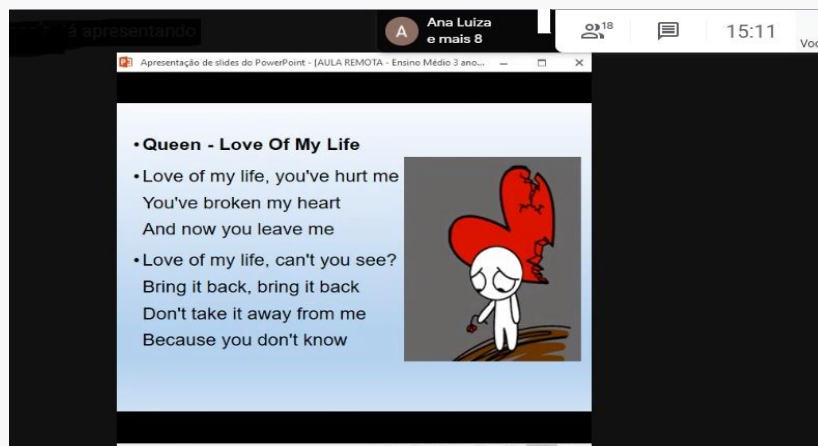 á apresentando
A
Ana Luiza
e mais 8
18
15:11
Voc
Apresentação de slides do PowerPoint - [AULA REMOTA - Ensino Médio 3 ano...
• Queen - Love Of My Life
• Love of my life, you've hurt me
You've broken my heart
And now you leave me
• Love of my life, can't you see?
Bring it back, bring it back
Don't take it away from me
Because you don't know